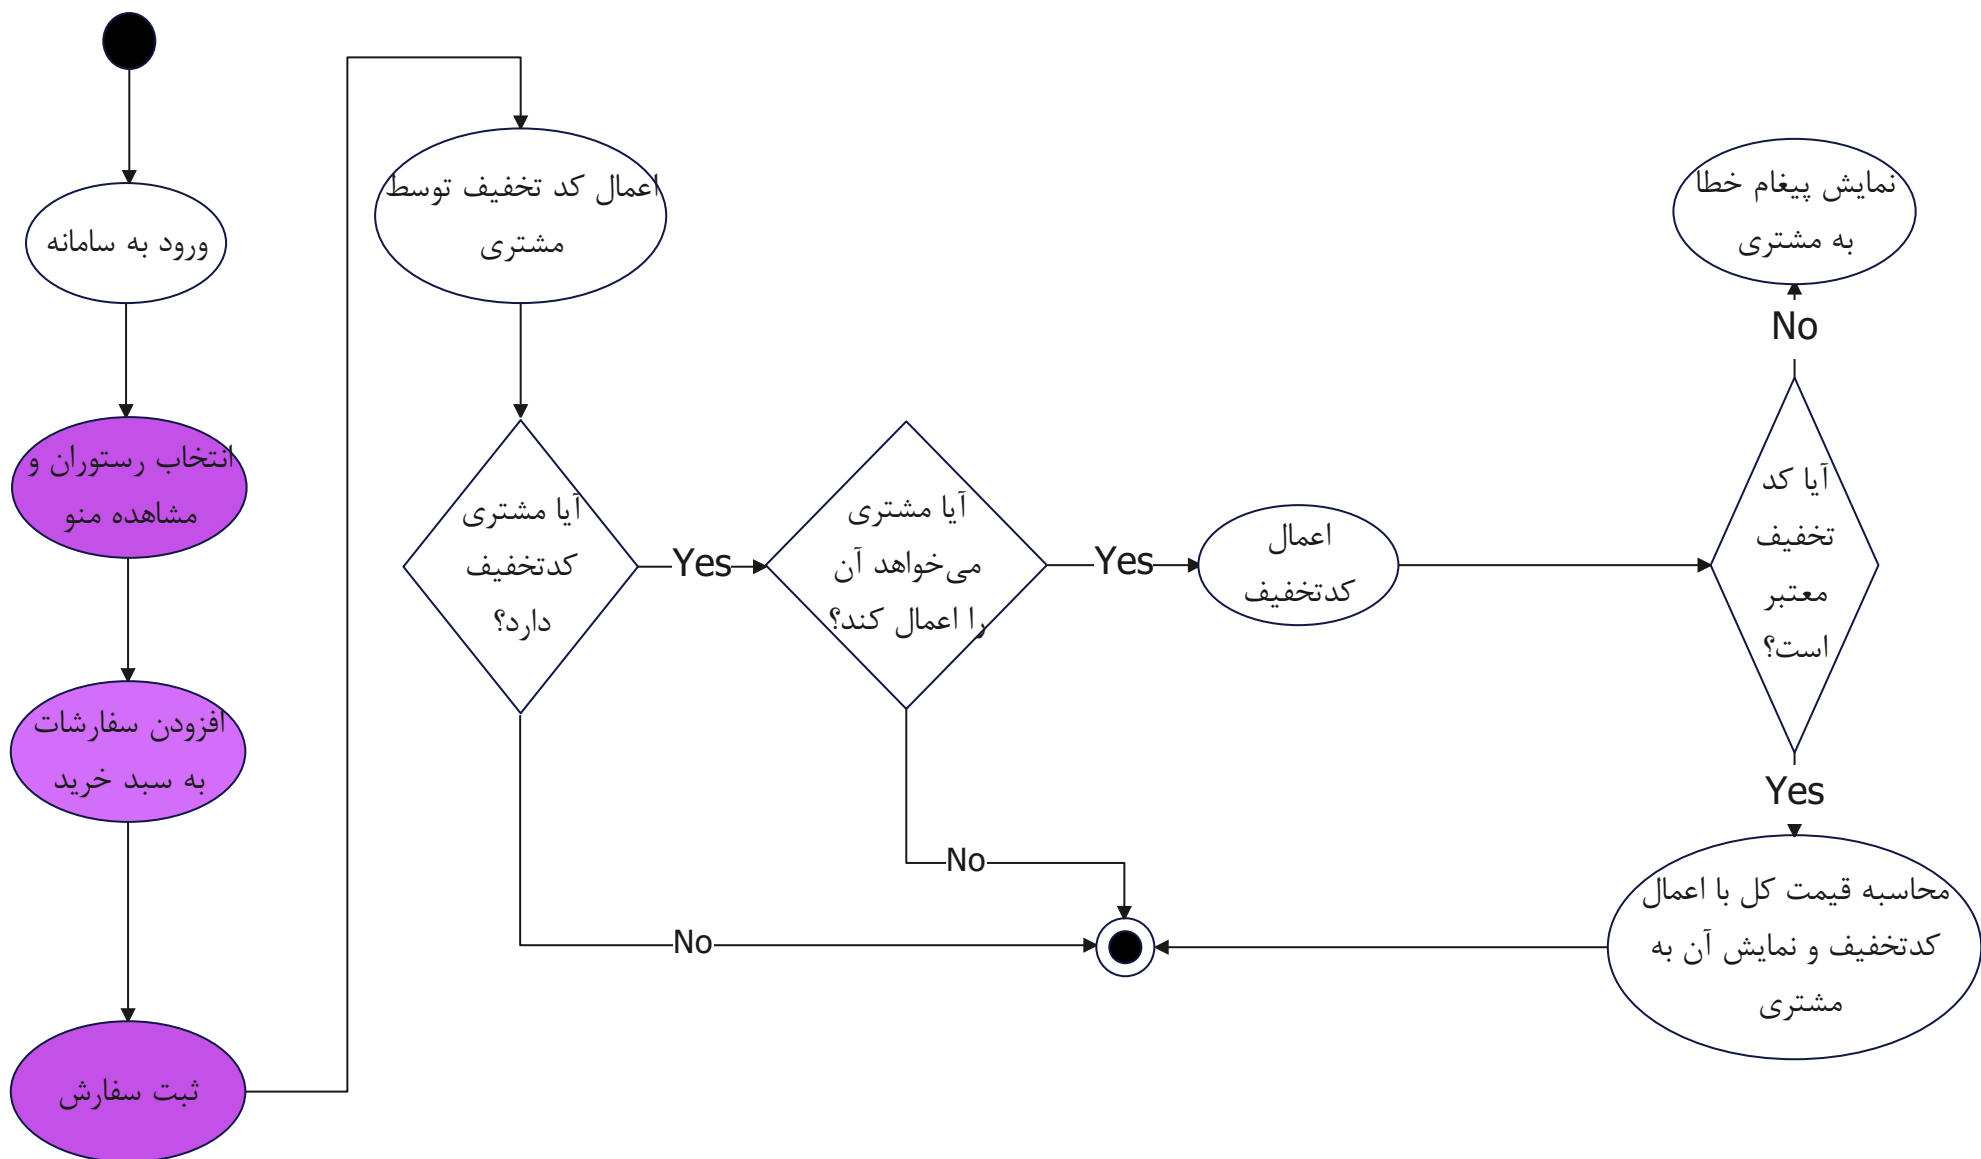 ورود به سامانه
انتخاب رستوران و
مشاهده منو
افزودن سفارشات
به سبد خرید
ثبت سفارش
اعمال کد تخفیف توسط
مشتری
آیا مشتری
کدتخفیف
دارد؟
Yes
No
آیا مشتری
می‌خواهد آن
را اعمال کند؟
Yes
No
اعمال
کدتخفیف
آیا کد
تخفیف
معتبر
است؟
No
نمایش پیغام خطا
به مشتری
Yes
محاسبه قیمت کل با اعمال
کدتخفیف و نمایش آن به
مشتری